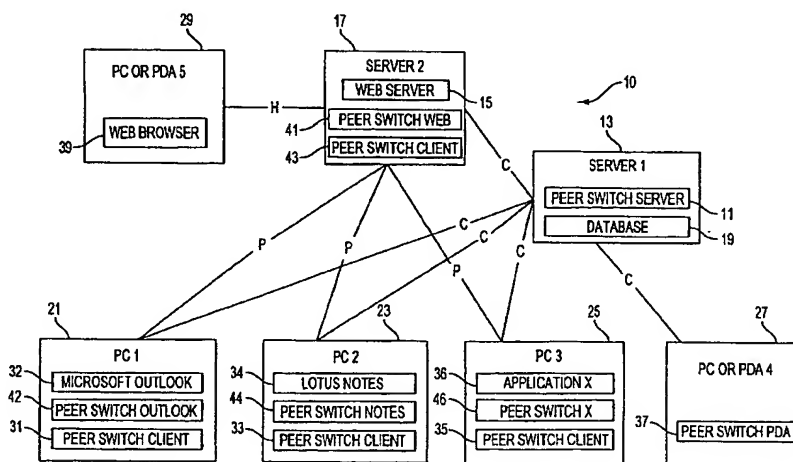 29
PC OR PDA 5
39
WEB BROWSER
H
17
SERVER 2
WEB SERVER
15
41
PEER SWITCH WEB
43
PEER SWITCH CLIENT
10
C
13
SERVER 1
PEER SWITCH SERVER
11
DATABASE
19
P
P
C
C
P
C
C
21
PC 1
32
MICROSOFT OUTLOOK
42
PEER SWITCH OUTLOOK
31
PEER SWITCH CLIENT
23
PC 2
34
LOTUS NOTES
44
PEER SWITCH NOTES
33
PEER SWITCH CLIENT
25
PC 3
36
APPLICATION X
46
PEER SWITCH X
35
PEER SWITCH CLIENT
27
PC OR PDA 4
37
PEER SWITCH PDA